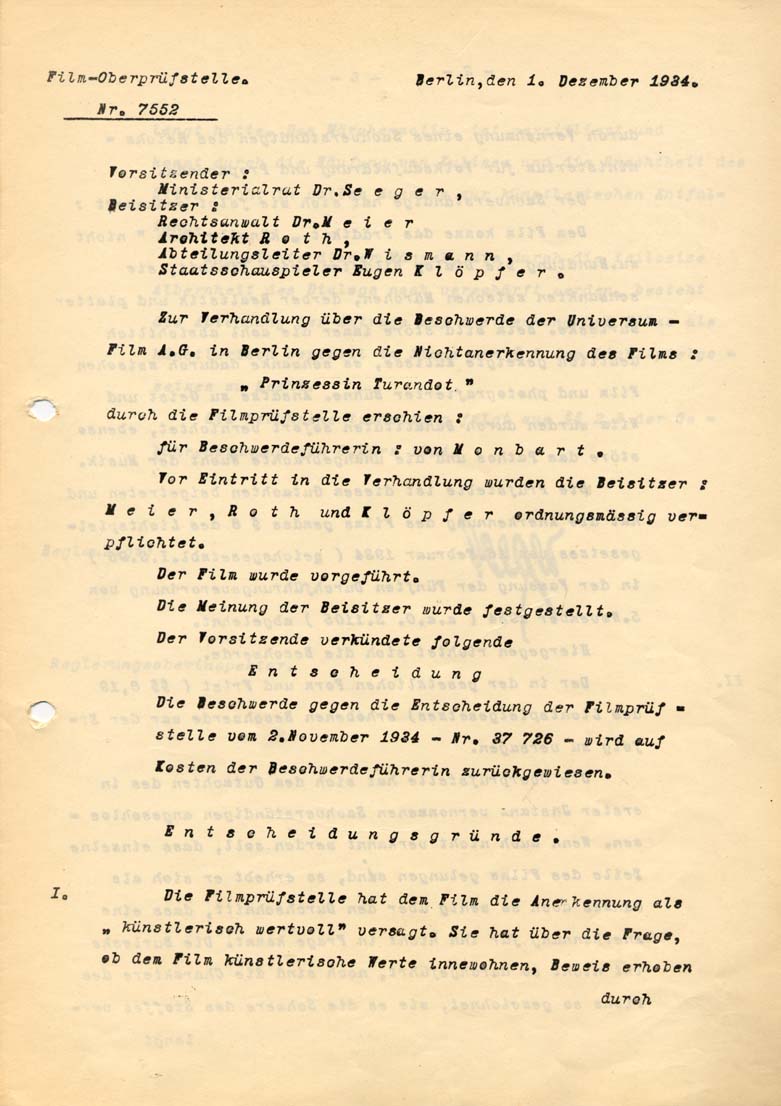 Film-Oberprüfstelle.
Berlin,den 1. Dezember 1934.
Nr. 7552
Vorsitzender :
Ministerialrat Dr.S e e g e r ,
Beisitzer :
Rechtsanwalt Dr.M e i e r
Architekt R o t h ,
Abteilungsleiter Dr.W i s m a n n ,
Staatsschauspieler Eugen K l ö p f e r .
Zur Verhandlung über die Beschwerde der Universum -
Film A.G. in Berlin gegen die Nichtanerkennung des Films :
„ Prinzessin Turandot. "
durch die Filmprüfstelle erschien :
für Beschwerdeführerin : von M o n b a r t .
Vor Eintritt in die Verhandlung wurden die Beisitzer :
M e i e r , R o t h und K l ö p f e r ordnungsmässig ver-
pflichtet.
Der Film wurde vorgeführt.
Die Meinung der Beisitzer wurde festgestellt.
Der Vorsitzende verkündete folgende
E n t s c h e i d u n g
Die Beschwerde gegen die Entscheidung der Filmprüf -
stelle vom 2.November 1934 - Nr. 37 726 - wird auf
Kosten der Beschwerdeführerin zurückgewiesen.
E n t s c h e i d u n g s g r ü n d e .
I. Die Filmprüfstelle hat dem Film die Anerkennung als
„ künstlerisch wertvoll" versagt. Sie hat über die Frage,
ob dem Film künstlerische Werte innewohnen, Beweis erhoben
durch